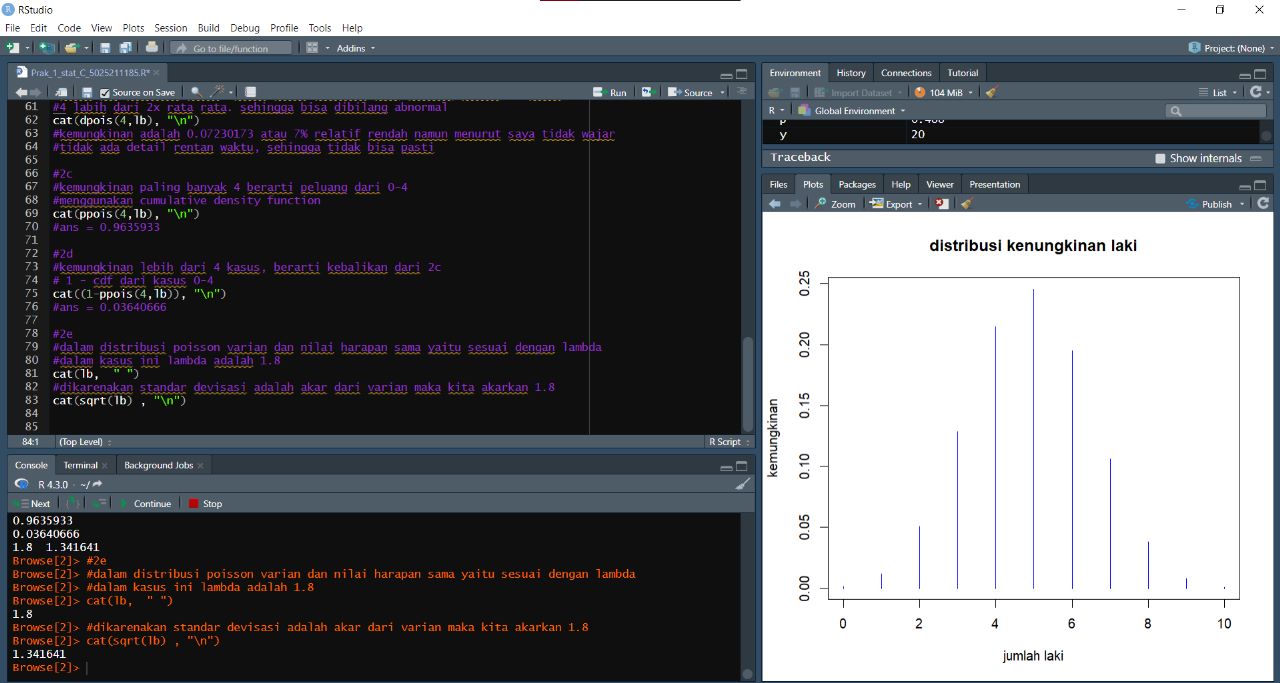 RStudio
File Edit Code View Plots Session Build Debug Profile Tools Help
Go to file/function Addins Project: (None)
Prak_1_stat_C_5025211185.R*
Source on Save Run Source
61 #4 labih dari 2x rata rata. sehingga bisa dibilang abnormal
62 cat(dpois(4,lb), "\n")
63 #kemungkinan adalah 0.07230173 atau 7% relatif rendah namun menurut saya tidak wajar
64 #tidak ada detail rentan waktu, sehingga tidak bisa pasti
65
66 #2c
67 #kemungkinan paling banyak 4 berarti peluang dari 0-4
68 #menggunakan cumulative density function
69 cat(ppois(4,lb), "\n")
70 #ans = 0.9635933
71
72 #2d
73 #kemungkinan lebih dari 4 kasus, berarti kebalikan dari 2c
74 # 1 - cdf dari kasus 0-4
75 cat((1-ppois(4,lb)), "\n")
76 #ans = 0.03640666
77
78 #2e
79 #dalam distribusi poisson varian dan nilai harapan sama yaitu sesuai dengan lambda
80 #dalam kasus ini lambda adalah 1.8
81 cat(lb, " ")
82 #dikarenakan standar devisasi adalah akar dari varian maka kita akarkan 1.8
83 cat(sqrt(lb) , "\n")
84
85
84:1 (Top Level) R Script
Console Terminal Background Jobs
R 4.3.0 · ~/
Next Continue Stop
0.9635933
0.03640666
1.8 1.341641
Browse[2]> #2e
Browse[2]> #dalam distribusi poisson varian dan nilai harapan sama yaitu sesuai dengan lambda
Browse[2]> #dalam kasus ini lambda adalah 1.8
Browse[2]> cat(lb, " ")
1.8
Browse[2]> #dikarenakan standar devisasi adalah akar dari varian maka kita akarkan 1.8
Browse[2]> cat(sqrt(lb) , "\n")
1.341641
Browse[2]>
Environment History Connections Tutorial
Import Dataset 104 MiB List
R Global Environment
y 20
Traceback Show internals
Files Plots Packages Help Viewer Presentation
Zoom Export Publish
distribusi kenungkinan laki
kemungkinan
0.25
0.20
0.15
0.10
0.05
0.00
0 2 4 6 8 10
jumlah laki